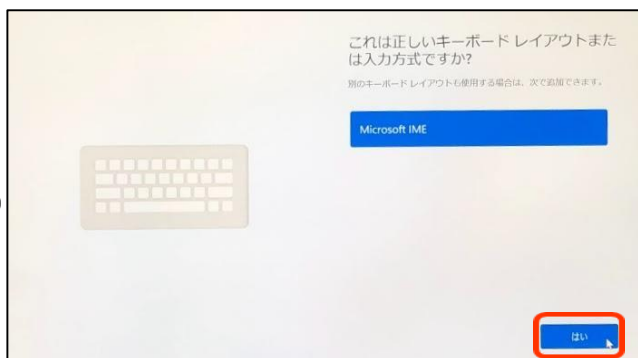 これは正しいキーボード レイアウトまた
は入力方式ですか?
別のキーボード レイアウトも使用する場合は、次で追加できます。
Microsoft IME
はい